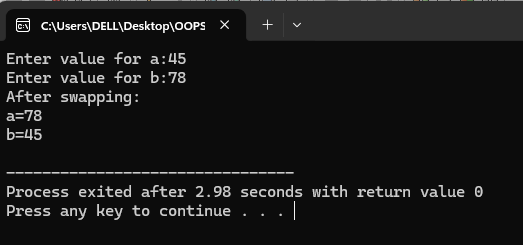 C:\Users\DELL\Desktop\OOPS
Enter value for a:45
Enter value for b:78
After swapping:
a=78
b=45
--------------------------------
Process exited after 2.98 seconds with return value 0
Press any key to continue . . .